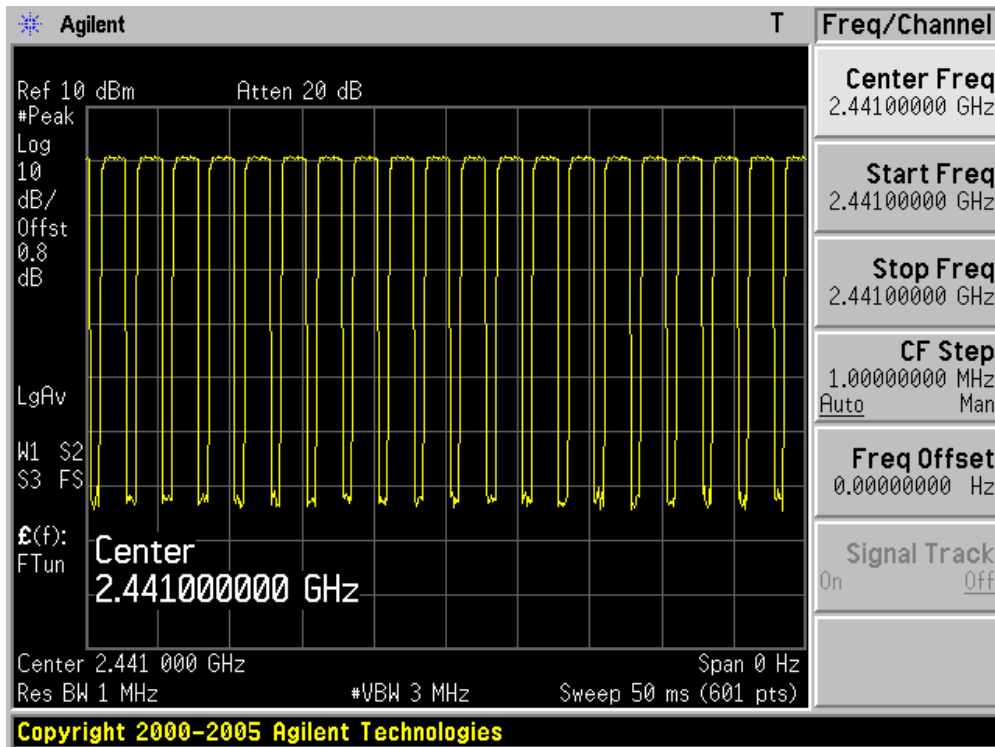 Agilent T Freq/Channel
Ref 10 dBm Atten 20 dB
#Peak
Log
10
dB/
Offst
0.8
dB
LgAv
W1 S2
S3 FS
£(f):
FTun
Center
2.441000000 GHz
Center 2.441 000 GHz Span 0 Hz
Res BW 1 MHz #VBW 3 MHz Sweep 50 ms (601 pts)
Copyright 2000-2005 Agilent Technologies
Center Freq
2.44100000 GHz
Start Freq
2.44100000 GHz
Stop Freq
2.44100000 GHz
CF Step
1.00000000 MHz
Auto Man
Freq Offset
0.00000000 Hz
Signal Track
On Off